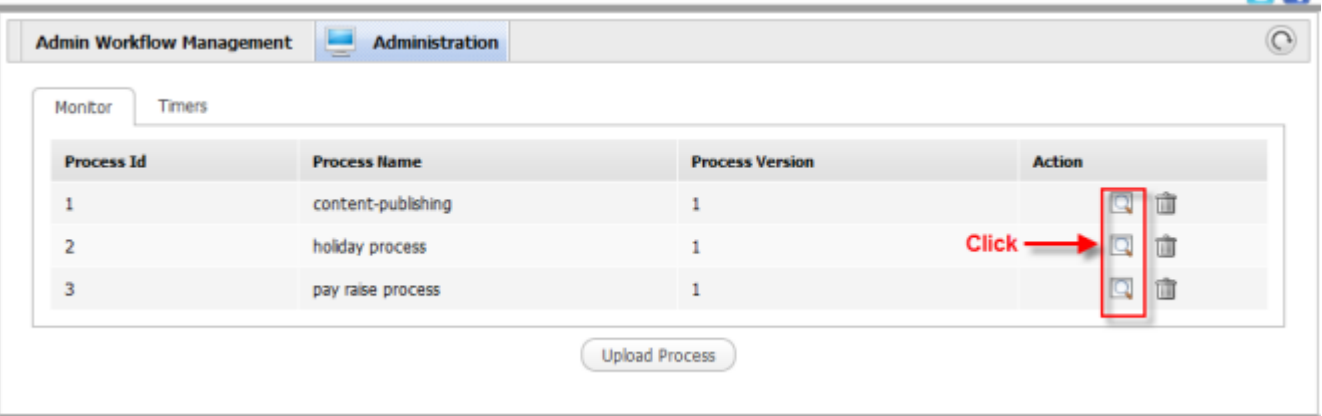 Admin Workflow Management Administration
Monitor Timers
Process Id Process Name Process Version Action
1 content-publishing 1
2 holiday process 1 Click
3 pay raise process 1
Upload Process